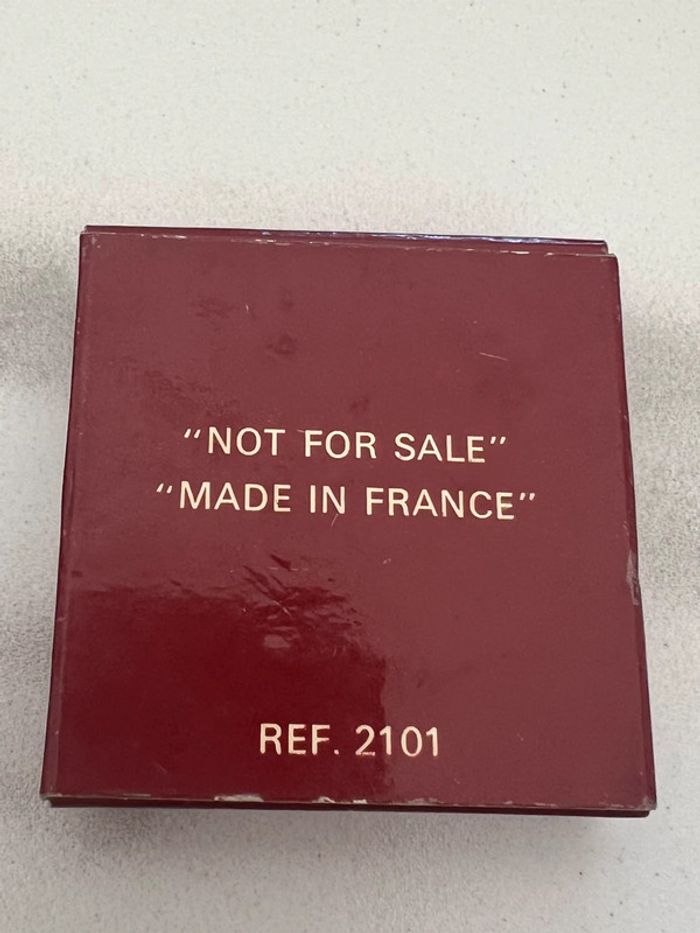 "NOT FOR SALE"
"MADE IN FRANCE"
REF. 2101